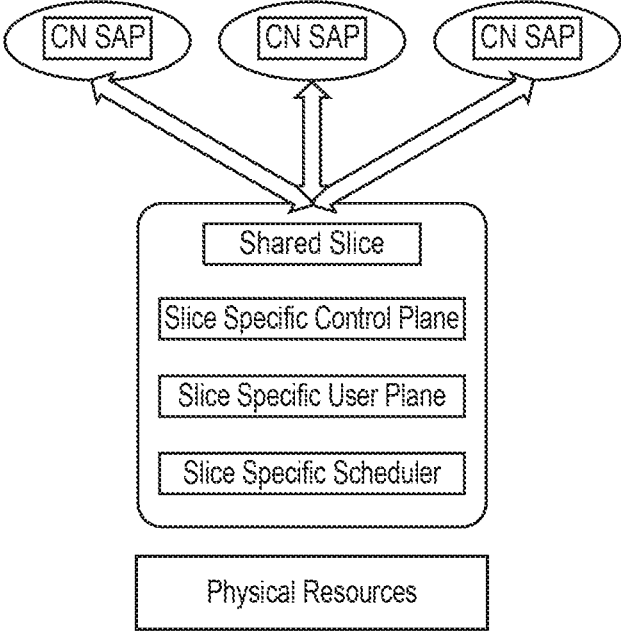 CN SAP
CN SAP
CN SAP
Shared Slice
Slice Specific Control Plane
Slice Specific User Plane
Slice Specific Scheduler
Physical Resources